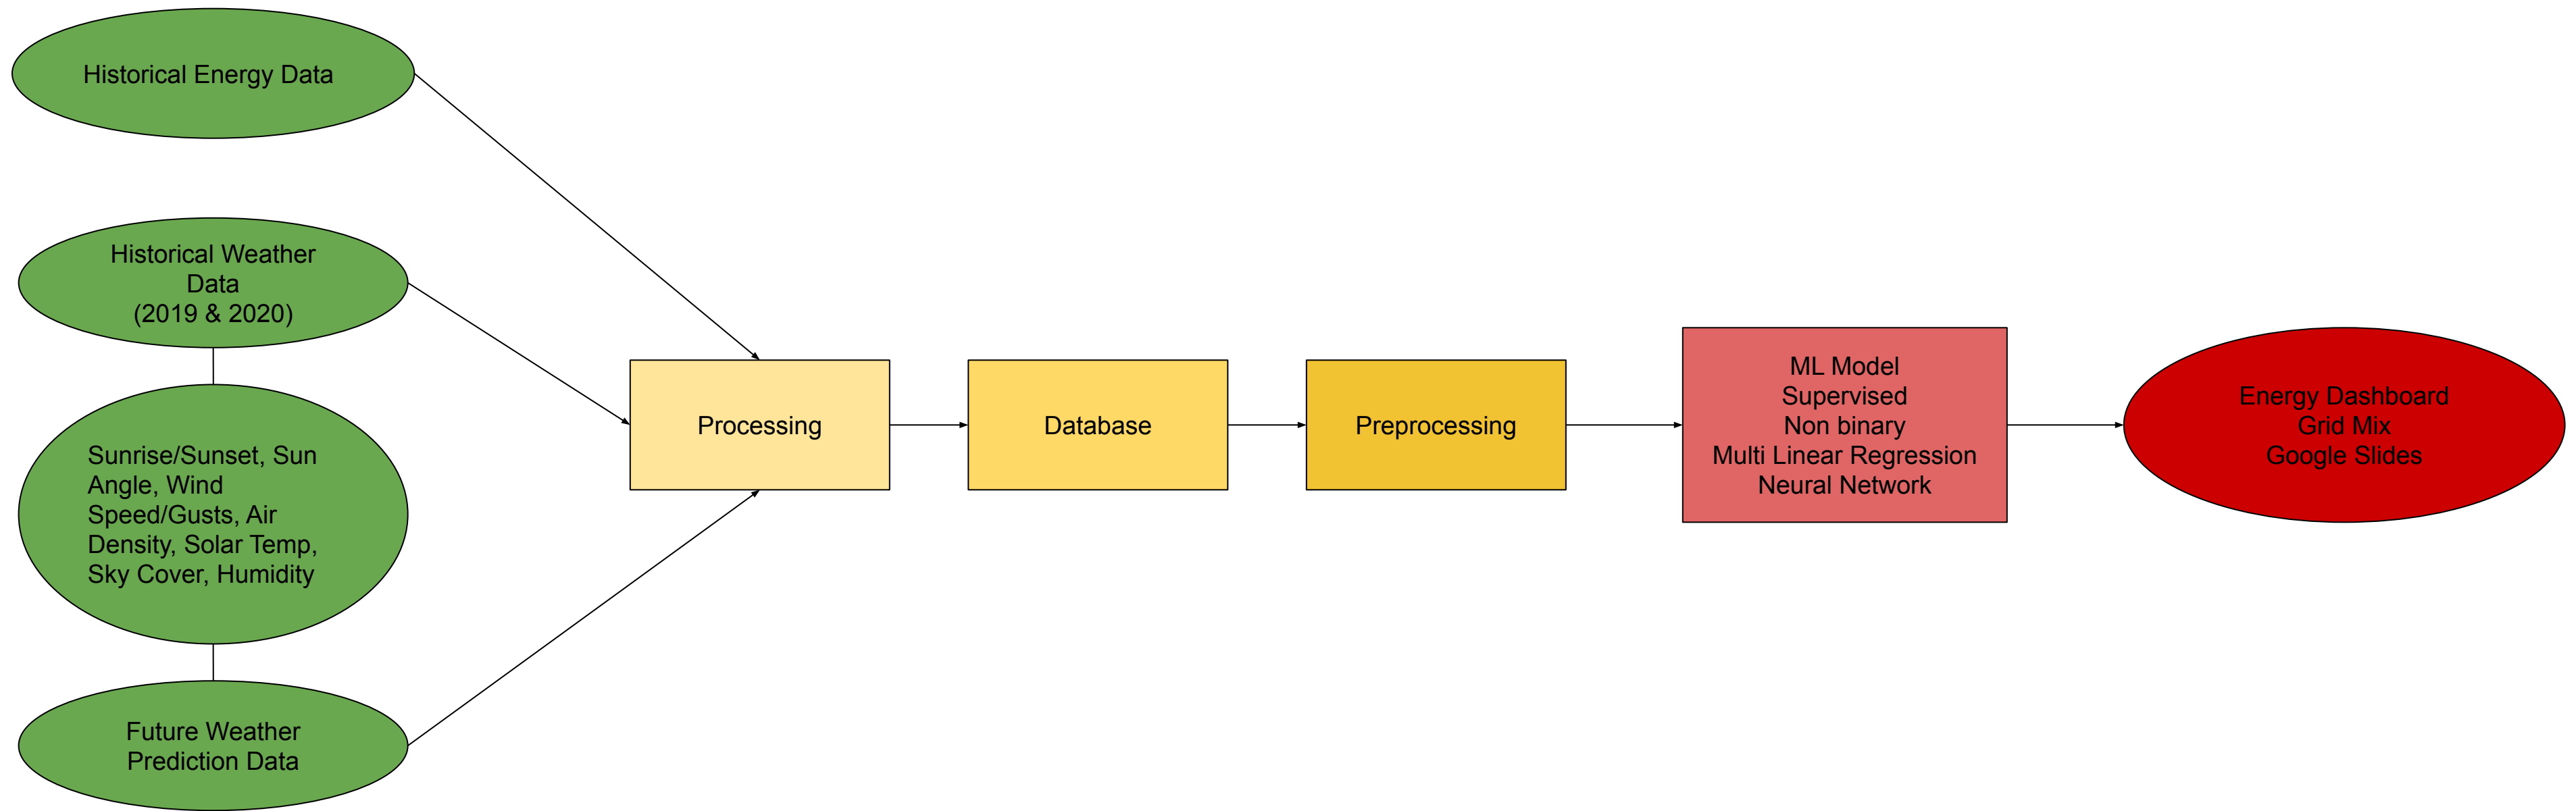 Historical Energy Data
Historical Weather
Data
(2019 & 2020)
Sunrise/Sunset, Sun
Angle, Wind
Speed/Gusts, Air
Density, Solar Temp,
Sky Cover, Humidity
Future Weather
Prediction Data
Processing
Database
Preprocessing
ML Model
Supervised
Non binary
Multi Linear Regression
Neural Network
Energy Dashboard
Grid Mix
Google Slides